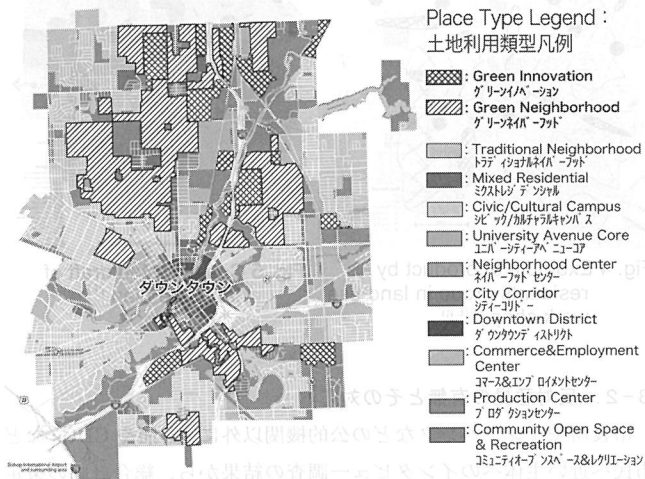 Place Type Legend :
土地利用類型凡例
: Green Innovation
グリーンイノベーション
: Green Neighborhood
グリーンネイバーフッド
: Traditional Neighborhood
トラディショナルネイバーフッド
: Mixed Residential
ミクストレジデンシャル
: Civic/Cultural Campus
シビック/カルチャラルキャンパス
: University Avenue Core
ユニバーシティーアベニューコア
: Neighborhood Center
ネイバーフッドセンター
: City Corridor
シティーコリドー
: Downtown District
ダウンタウンディストリクト
: Commerce&Employment
Center
コマース&エンプロイメントセンター
: Production Center
プロダクションセンター
: Community Open Space
& Recreation
コミュニティオープンスペース&レクリエーション
ダウンタウン
Bishop International Airport
and surrounding area